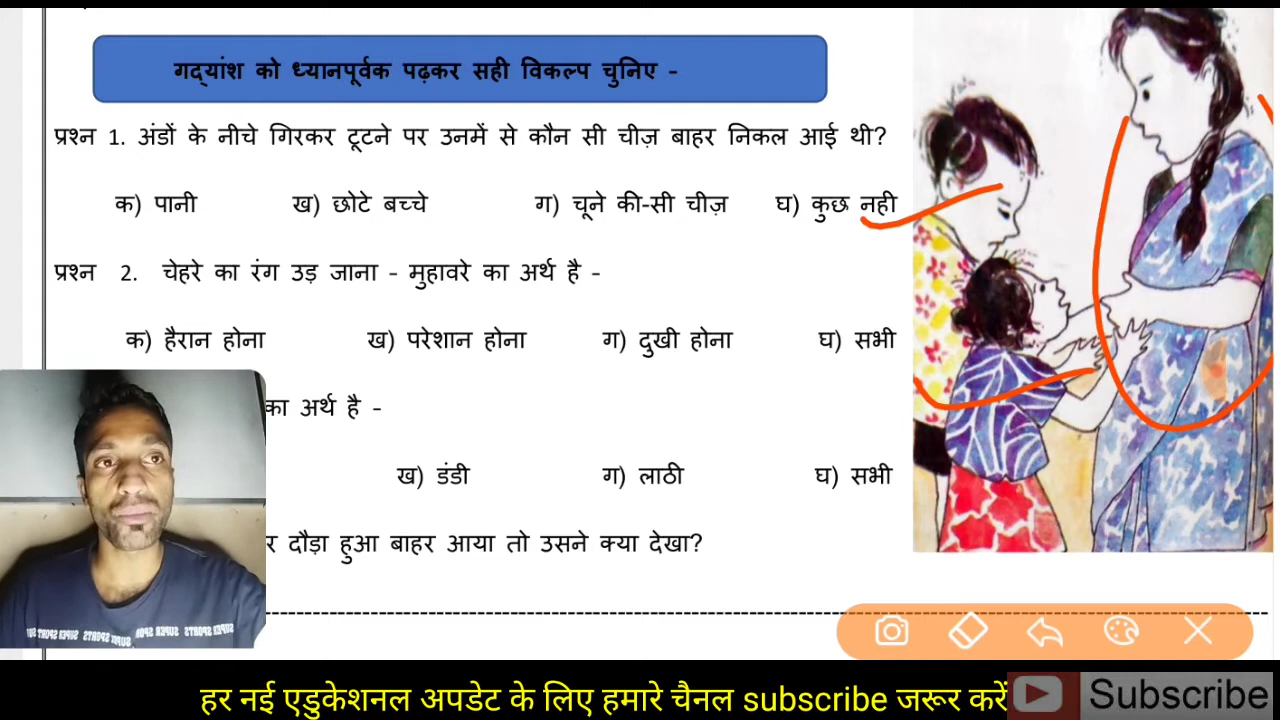 गद्यांश को ध्यानपूर्वक पढ़कर सही विकल्प चुनिए -
प्रश्न 1. अंडों के नीचे गिरकर टूटने पर उनमें से कौन सी चीज़ बाहर निकल आई थी?
क) पानी ख) छोटे बच्चे ग) चूने की-सी चीज़ घ) कुछ नही
प्रश्न 2. चेहरे का रंग उड़ जाना - मुहावरे का अर्थ है -
क) हैरान होना ख) परेशान होना ग) दुखी होना घ) सभी
का अर्थ है -
ख) डंडी ग) लाठी घ) सभी
र दौड़ा हुआ बाहर आया तो उसने क्या देखा?
हर नई एडुकेशनल अपडेट के लिए हमारे चैनल subscribe जरूर करें
Subscribe